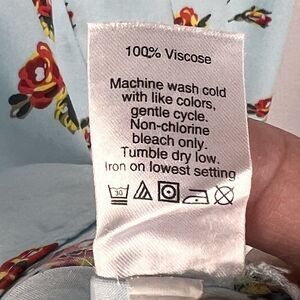 100% Viscose
Machine wash cold
with like colors,
gentle cycle.
Non-chlorine
bleach only.
Tumble dry low.
Iron on lowest setting
30